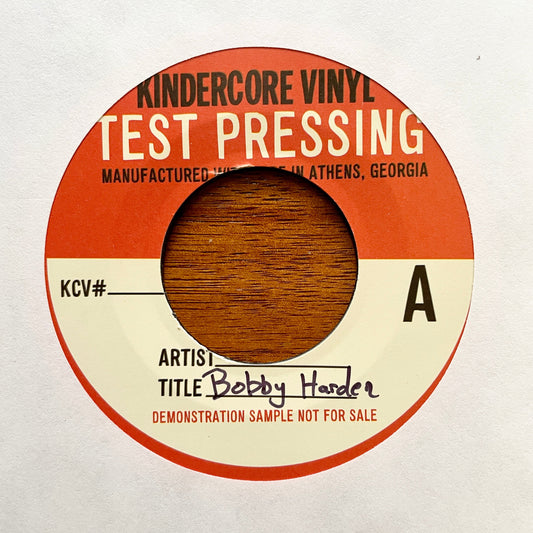 KINDERCORE VINYL
TEST PRESSING
MANUFACTURED IN ATHENS, GEORGIA
KCV#
A
ARTIST
TITLE Bobby Harden
DEMONSTRATION SAMPLE NOT FOR SALE